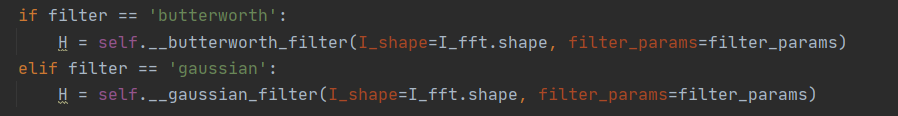 if filter == 'butterworth':
    H = self.__butterworth_filter(I_shape=I_fft.shape, filter_params=filter_params)
elif filter == 'gaussian':
    H = self.__gaussian_filter(I_shape=I_fft.shape, filter_params=filter_params)